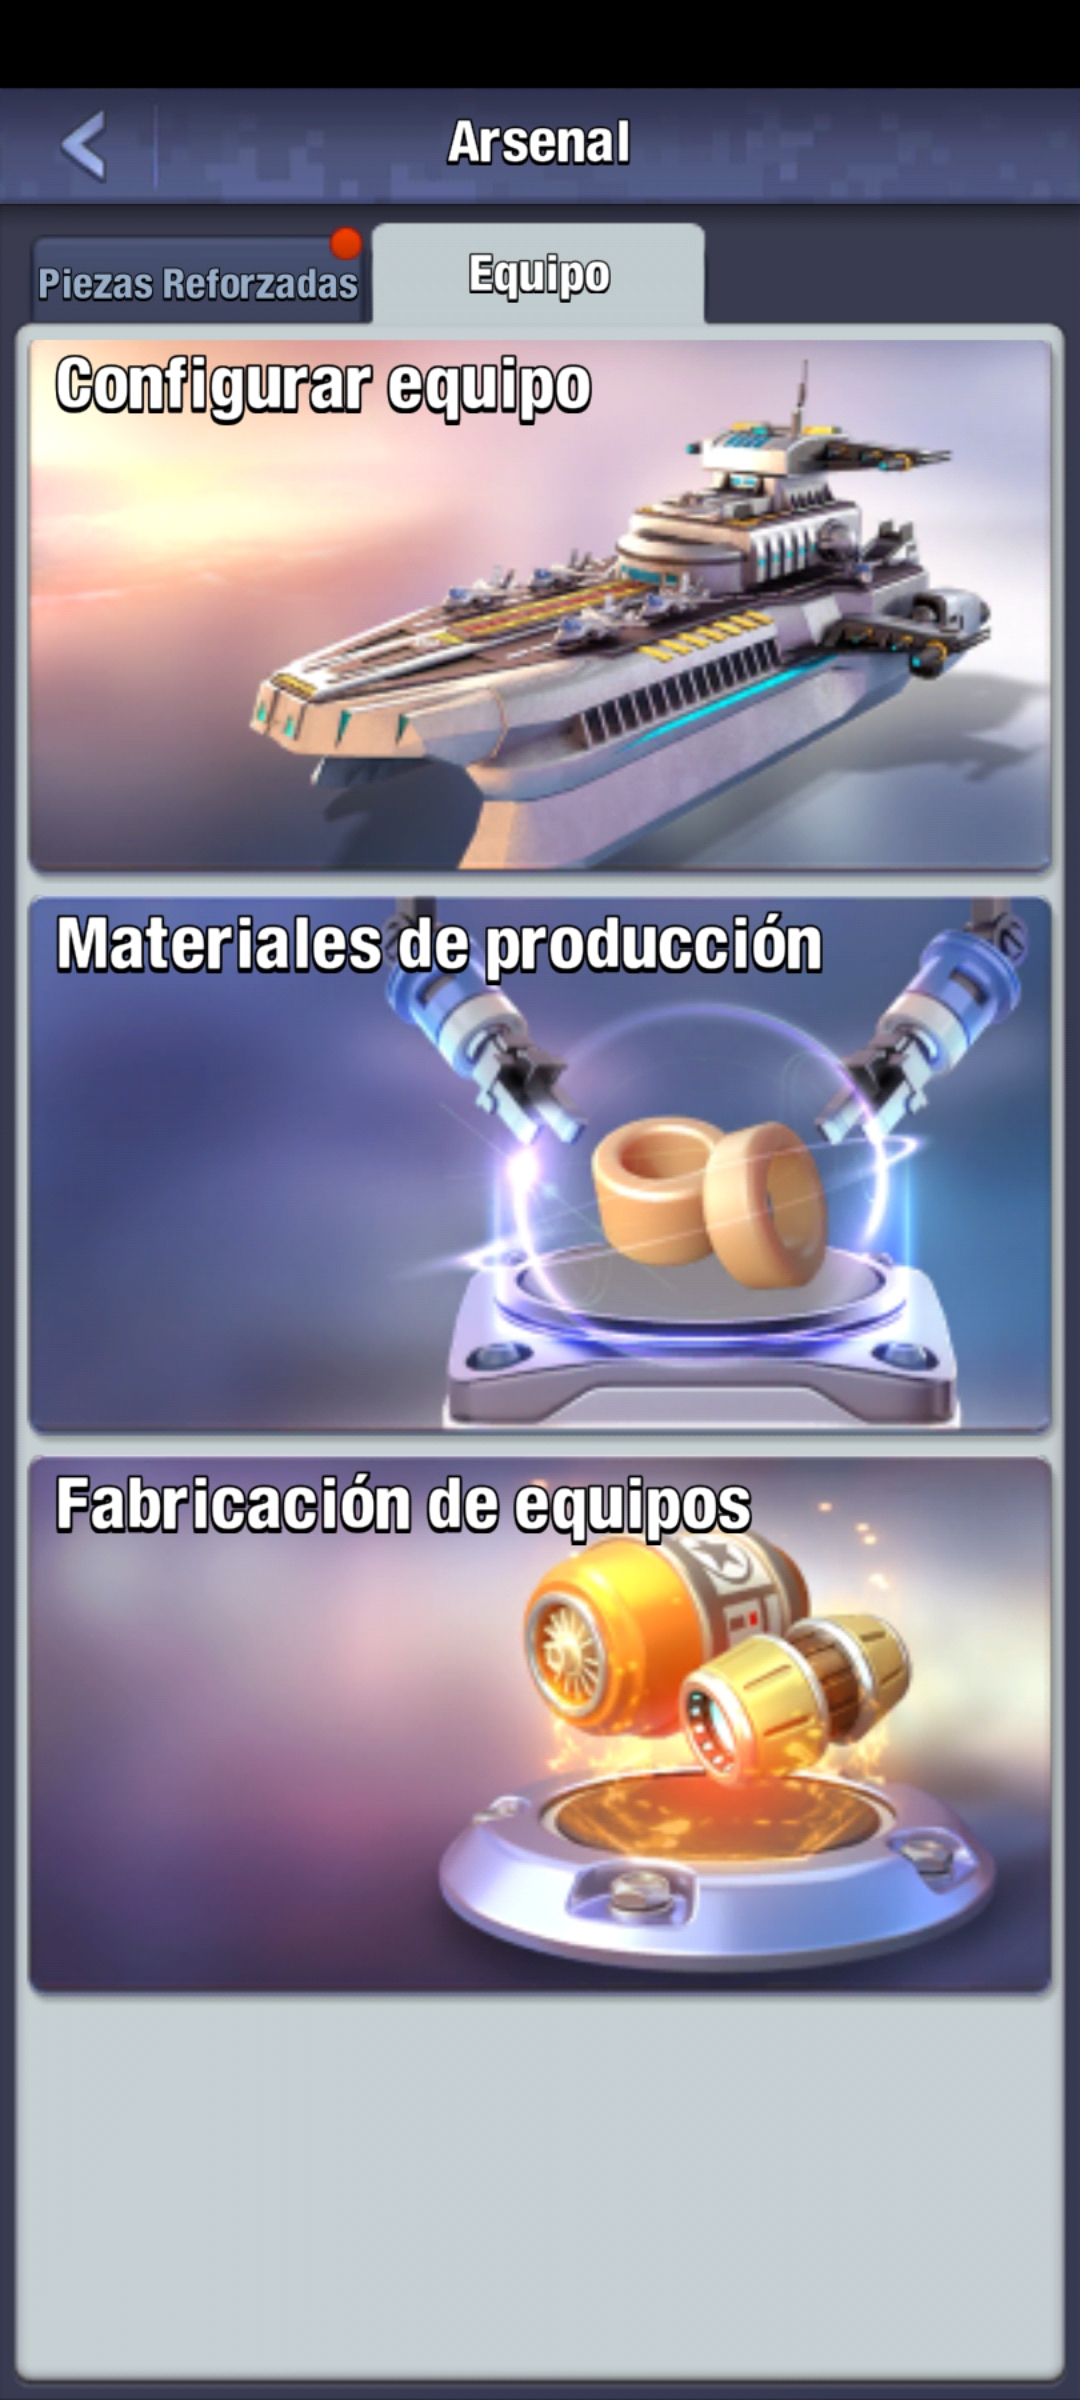 Arsenal
Piezas Reforzadas
Equipo
Configurar equipo
Materiales de producción
Fabricación de equipos